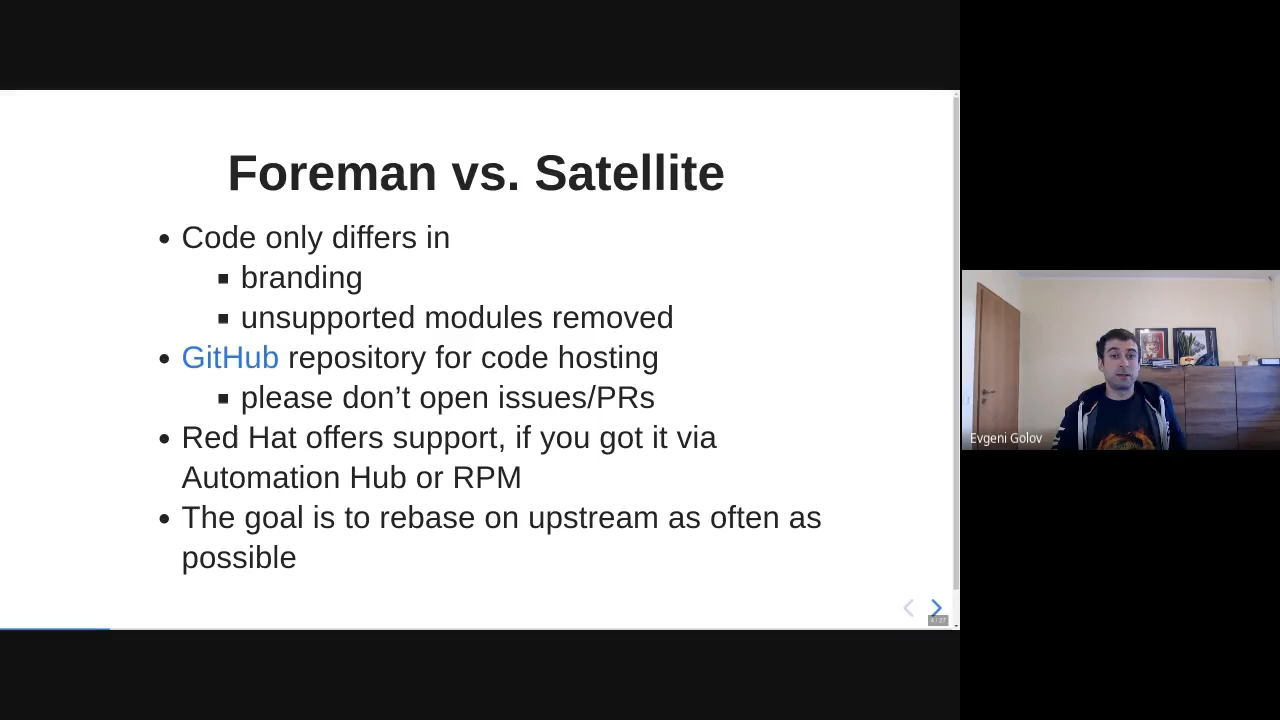 Foreman vs. Satellite
Code only differs in
branding
unsupported modules removed
GitHub repository for code hosting
please don’t open issues/PRs
Red Hat offers support, if you got it via
Automation Hub or RPM
The goal is to rebase on upstream as often as
possible
Evgeni Golov